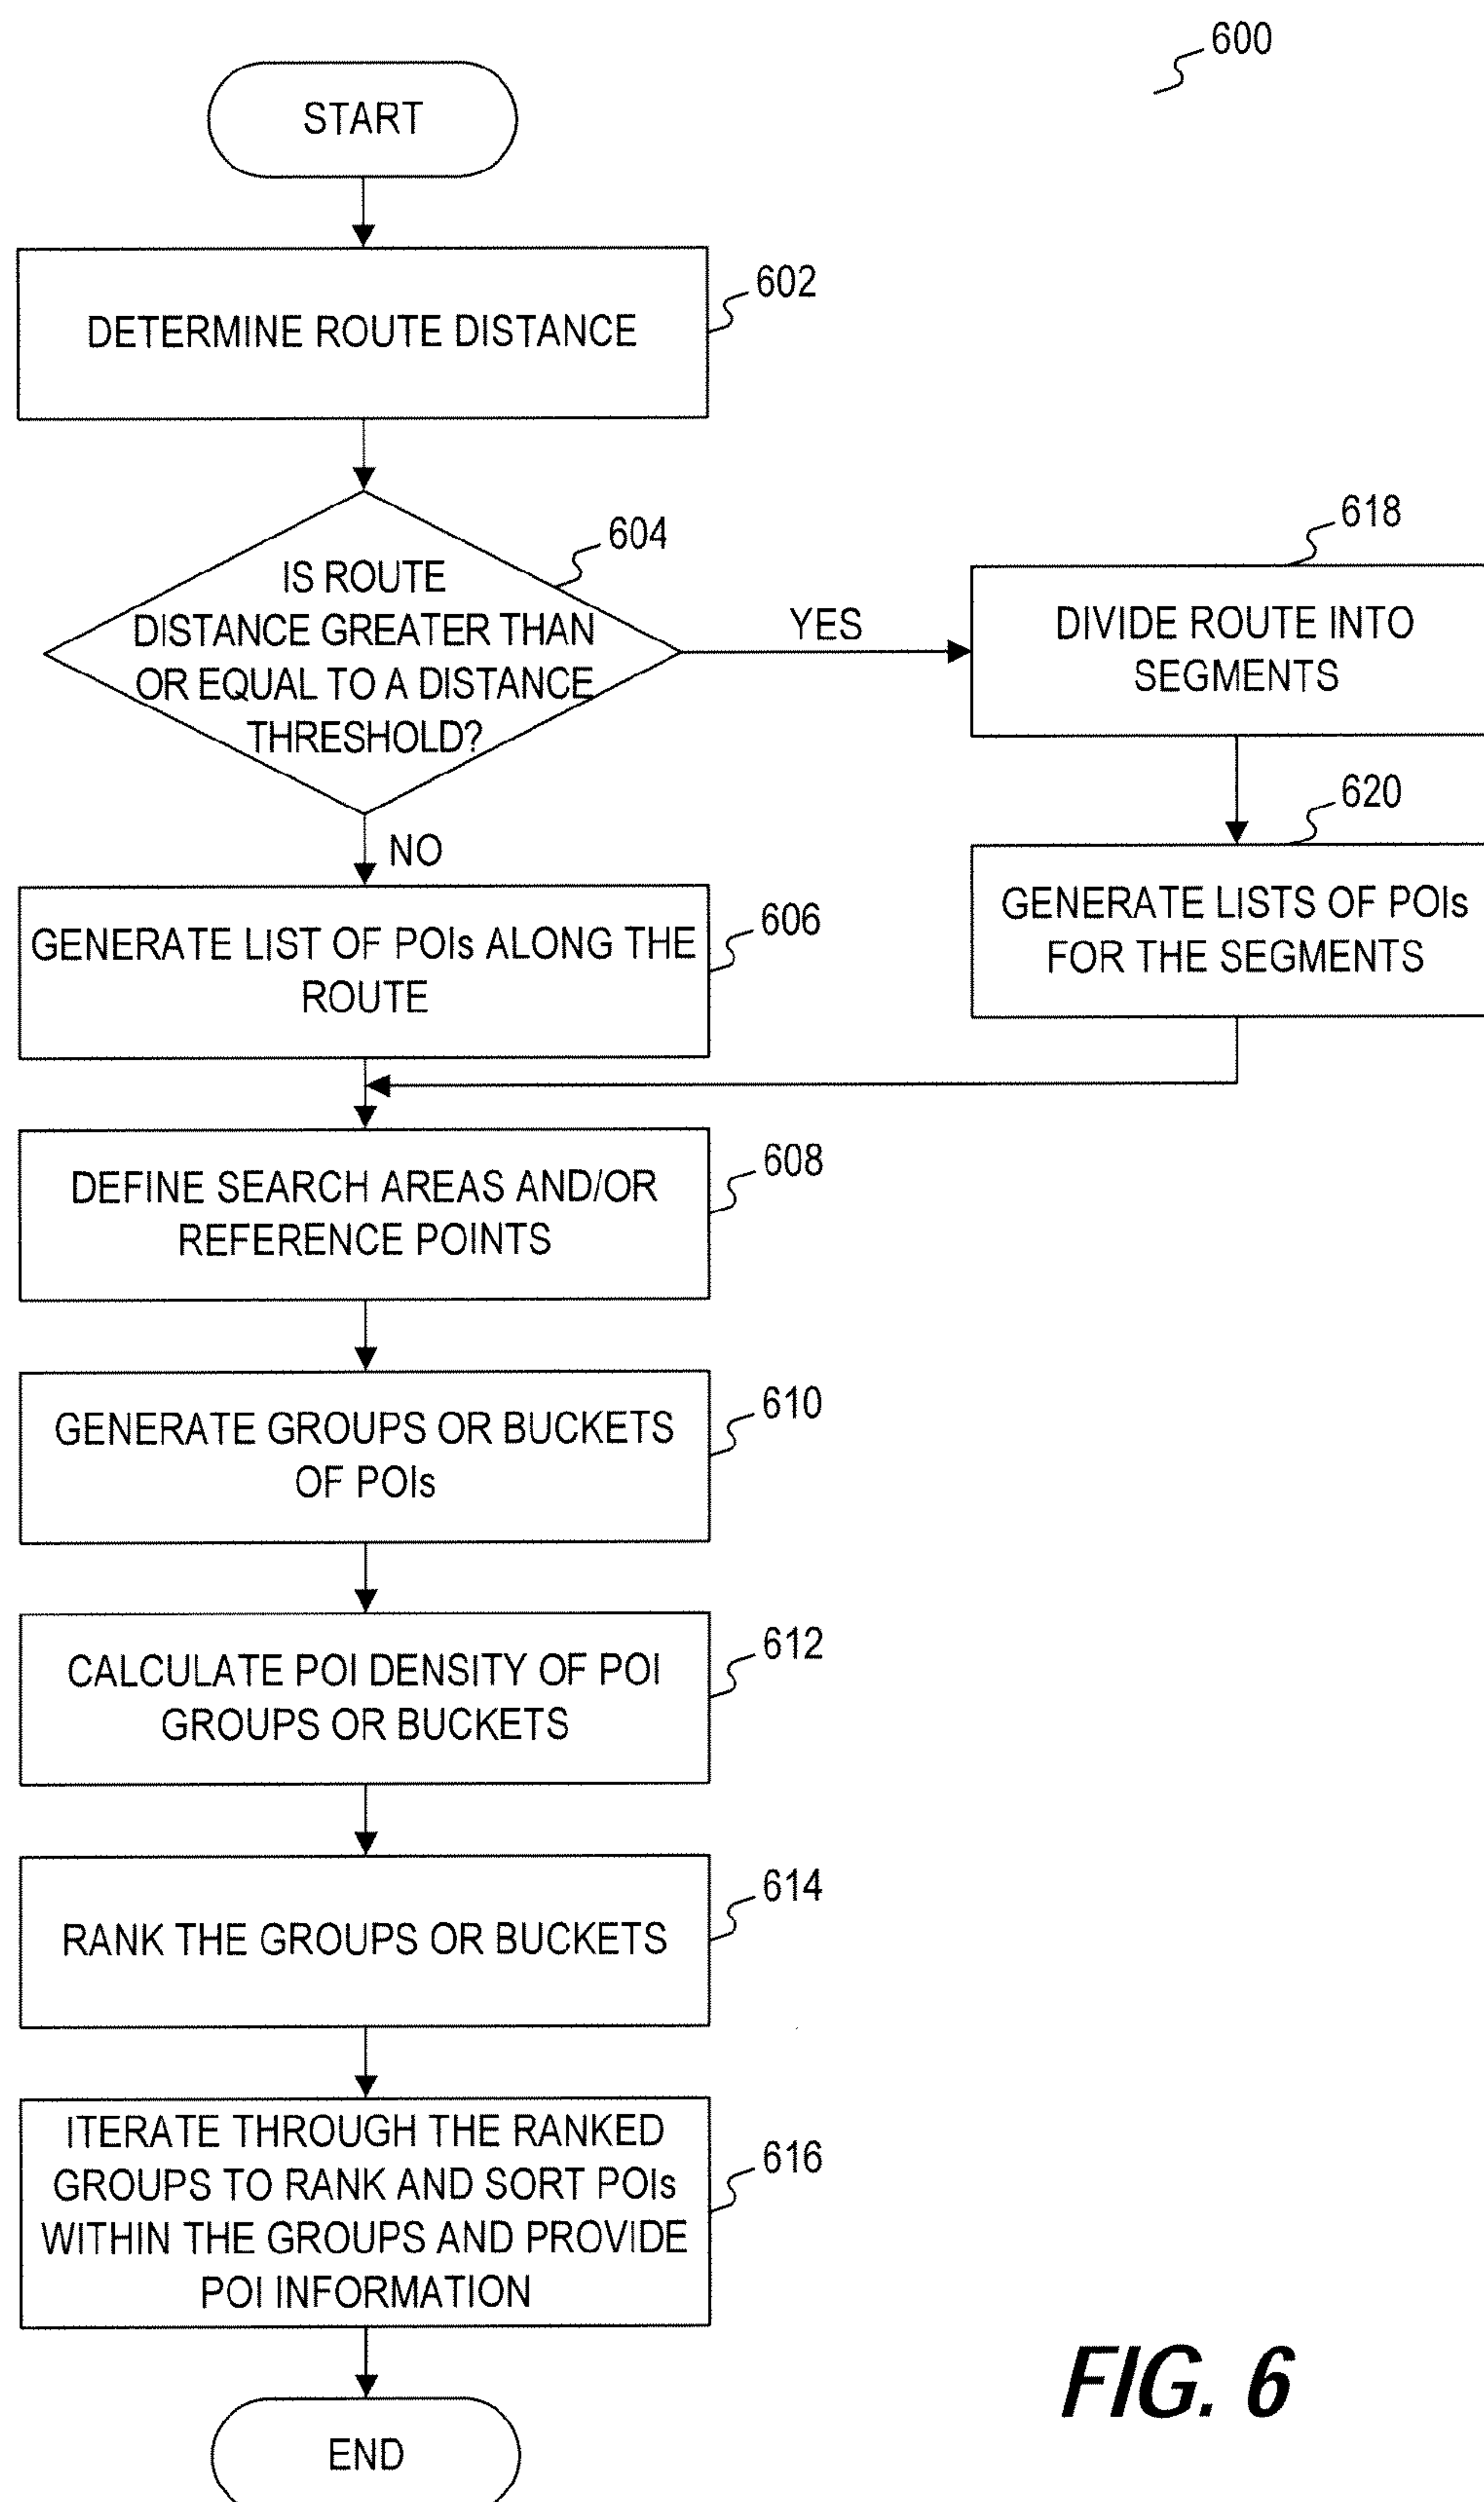 600
START
602
DETERMINE ROUTE DISTANCE
604
IS ROUTE
DISTANCE GREATER THAN
OR EQUAL TO A DISTANCE
THRESHOLD?
YES
618
DIVIDE ROUTE INTO
SEGMENTS
620
GENERATE LISTS OF POIs
FOR THE SEGMENTS
NO
606
GENERATE LIST OF POIs ALONG THE
ROUTE
608
DEFINE SEARCH AREAS AND/OR
REFERENCE POINTS
610
GENERATE GROUPS OR BUCKETS
OF POIs
612
CALCULATE POI DENSITY OF POI
GROUPS OR BUCKETS
614
RANK THE GROUPS OR BUCKETS
616
ITERATE THROUGH THE RANKED
GROUPS TO RANK AND SORT POIs
WITHIN THE GROUPS AND PROVIDE
POI INFORMATION
END
FIG. 6